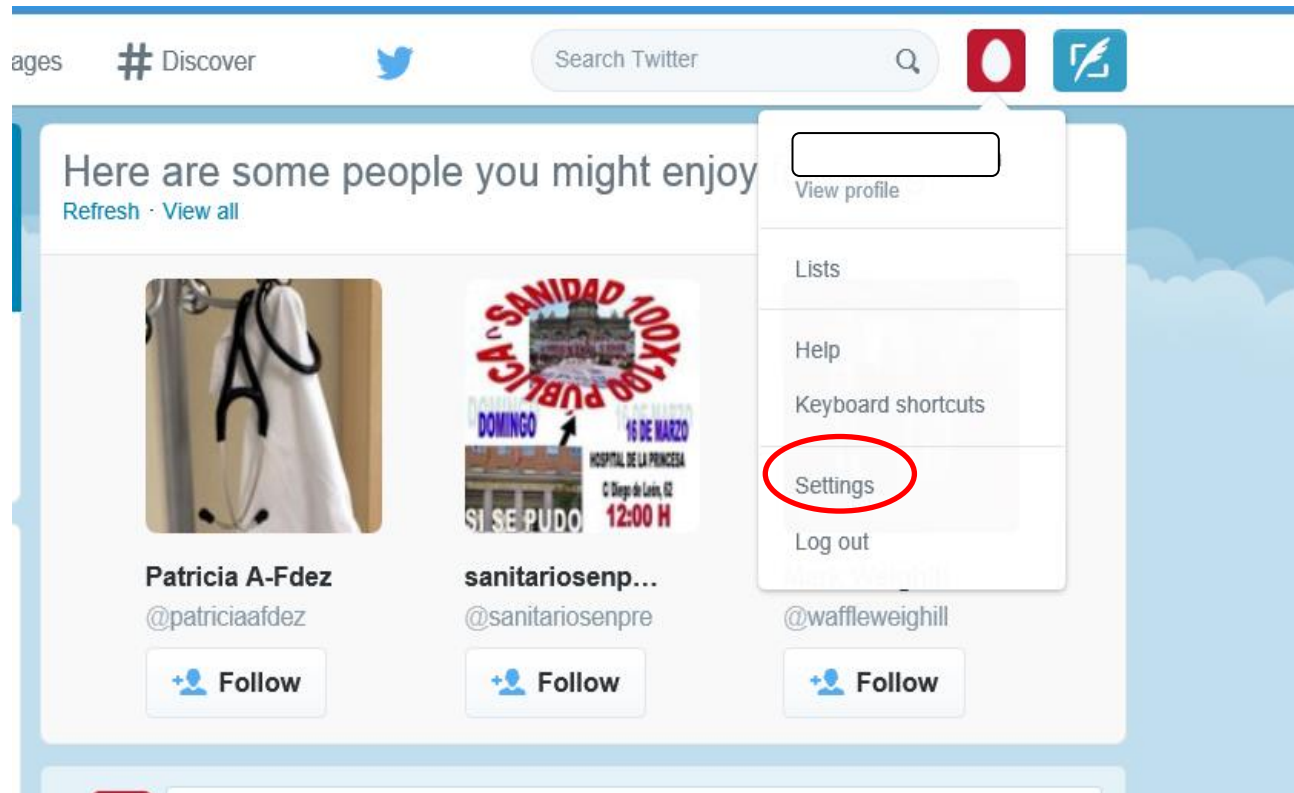 ages
# Discover
Search Twitter
Here are some people you might enjoy
Refresh · View all
View profile
Lists
Help
Keyboard shortcuts
Settings
Log out
SANIDAD 100X100
PUBLICA
DOMINGO
16 DE MARZO
HOSPITAL DE LA PRINCESA
C/ Diego de León, 62
12:00 H
SI SE PUDO
Patricia A-Fdez
@patriciaafdez
Follow
sanitariosenp...
@sanitariosenpre
Follow
@waffleweighill
Follow